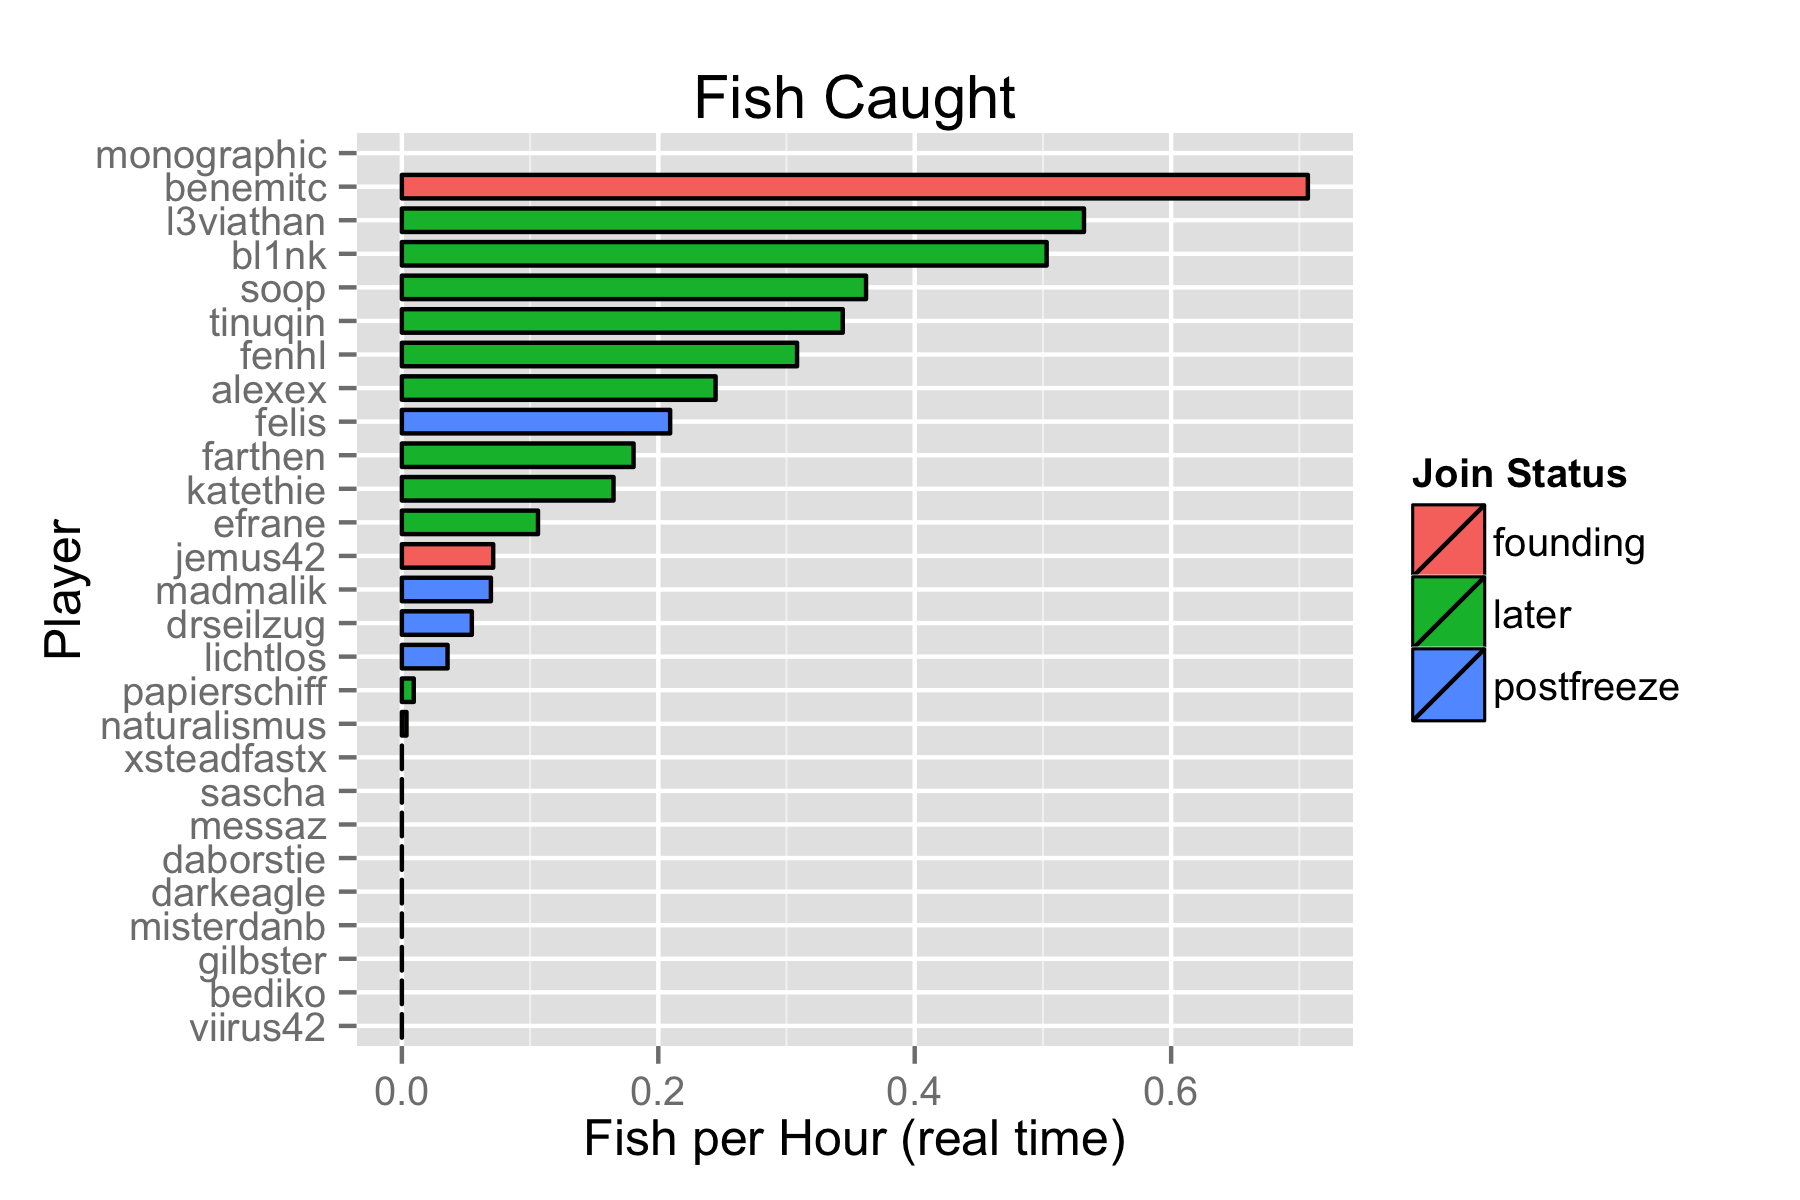 Fish Caught
monographic
benemitc
l3viathan
bl1nk
soop
tinuqin
fenhl
alexex
felis
farthen
katethie
efrane
jemus42
madmalik
drseilzug
lichtlos
papierschiff
naturalismus
xsteadfastx
sascha
messaz
daborstie
darkeagle
misterdanb
gilbster
bediko
viirus42
Player
0.0 0.2 0.4 0.6
Fish per Hour (real time)
Join Status
founding
later
postfreeze